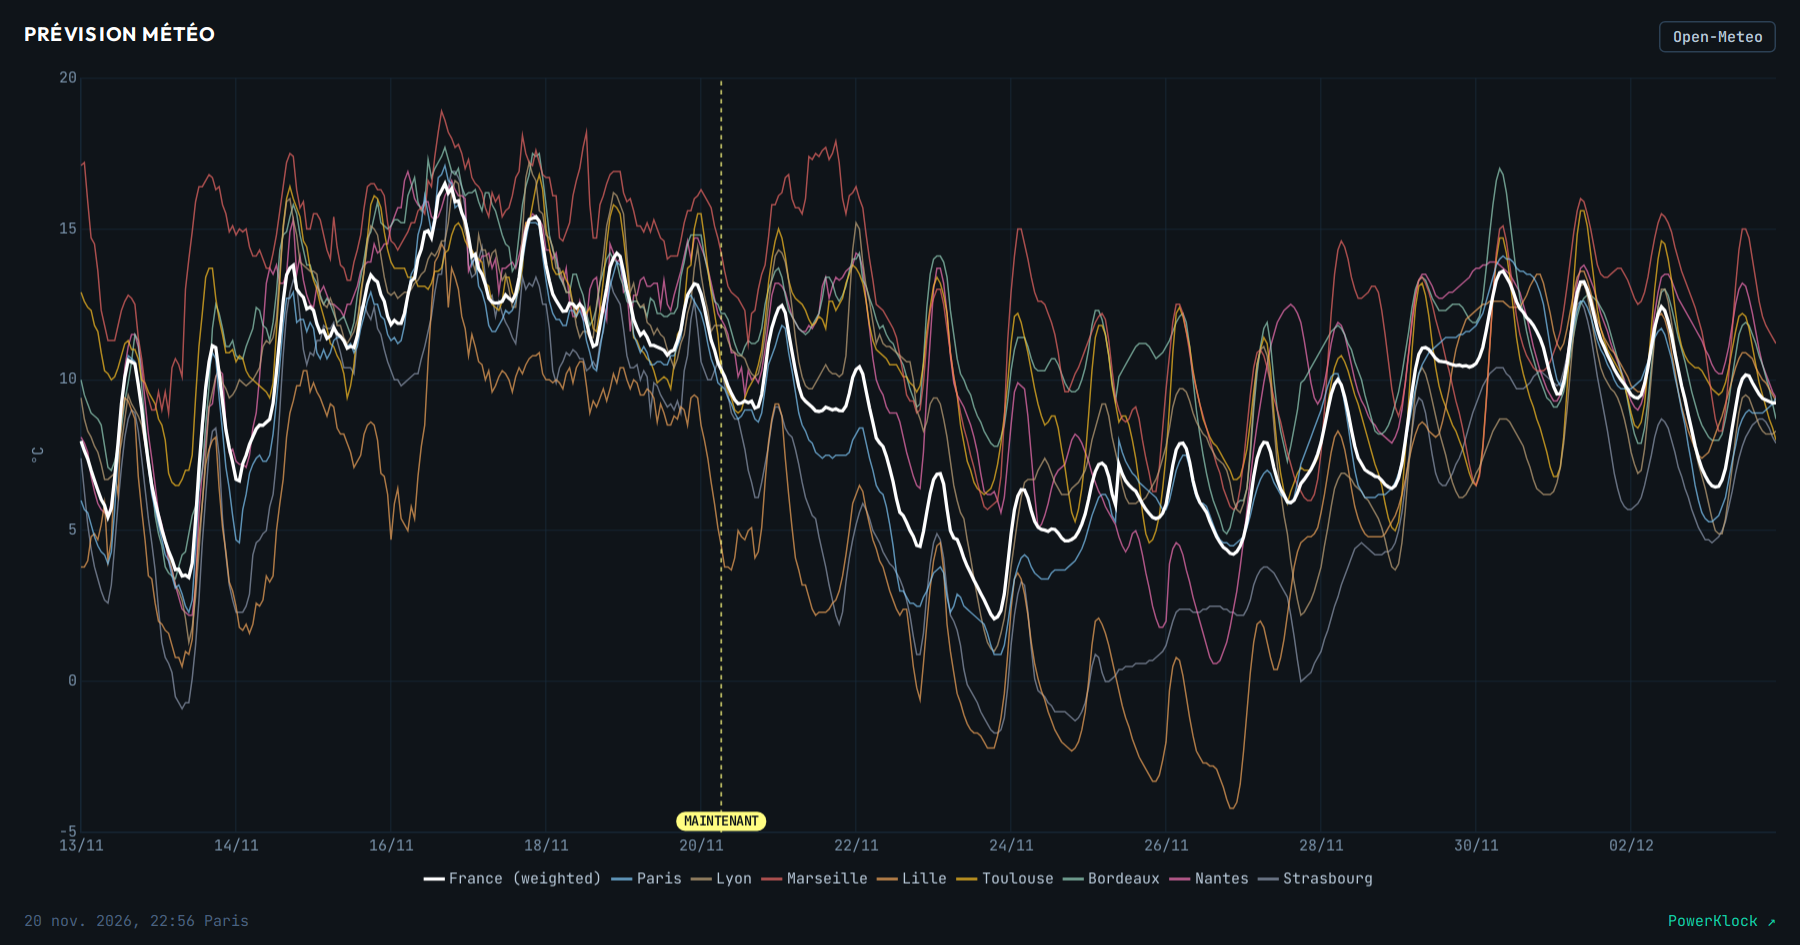 PRÉVISION MÉTÉO
Open-Meteo
20
15
10
5
0
-5
°C
MAINTENANT
13/11 14/11 16/11 18/11 20/11 22/11 24/11 26/11 28/11 30/11 02/12
France (weighted) Paris Lyon Marseille Lille Toulouse Bordeaux Nantes Strasbourg
20 nov. 2026, 22:56 Paris
PowerKlock ↗